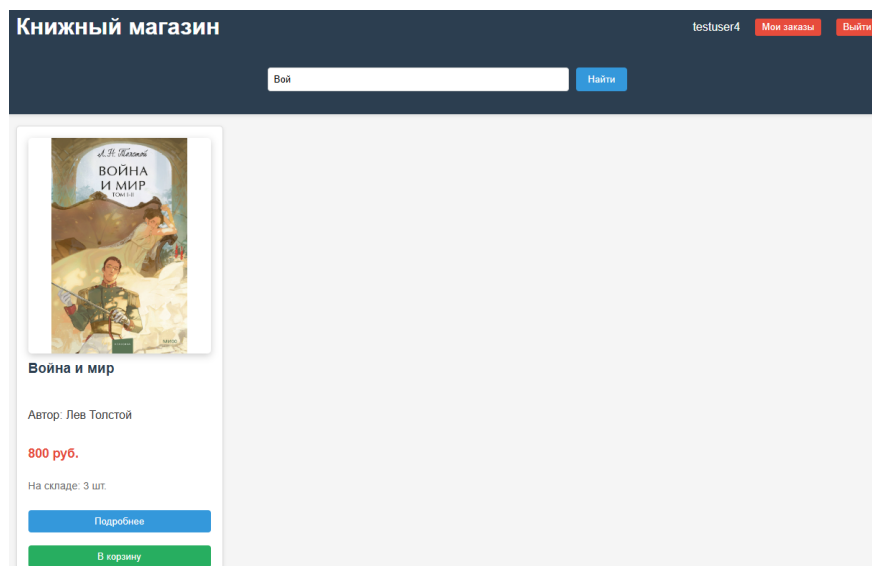 Книжный магазин
testuser4
Мои заказы
Выйти
Вой
Найти
Л. Н. Толстой
ВОЙНА
И МИР
ТОМ I-II
Война и мир
Автор: Лев Толстой
800 руб.
На складе: 3 шт.
Подробнее
В корзину